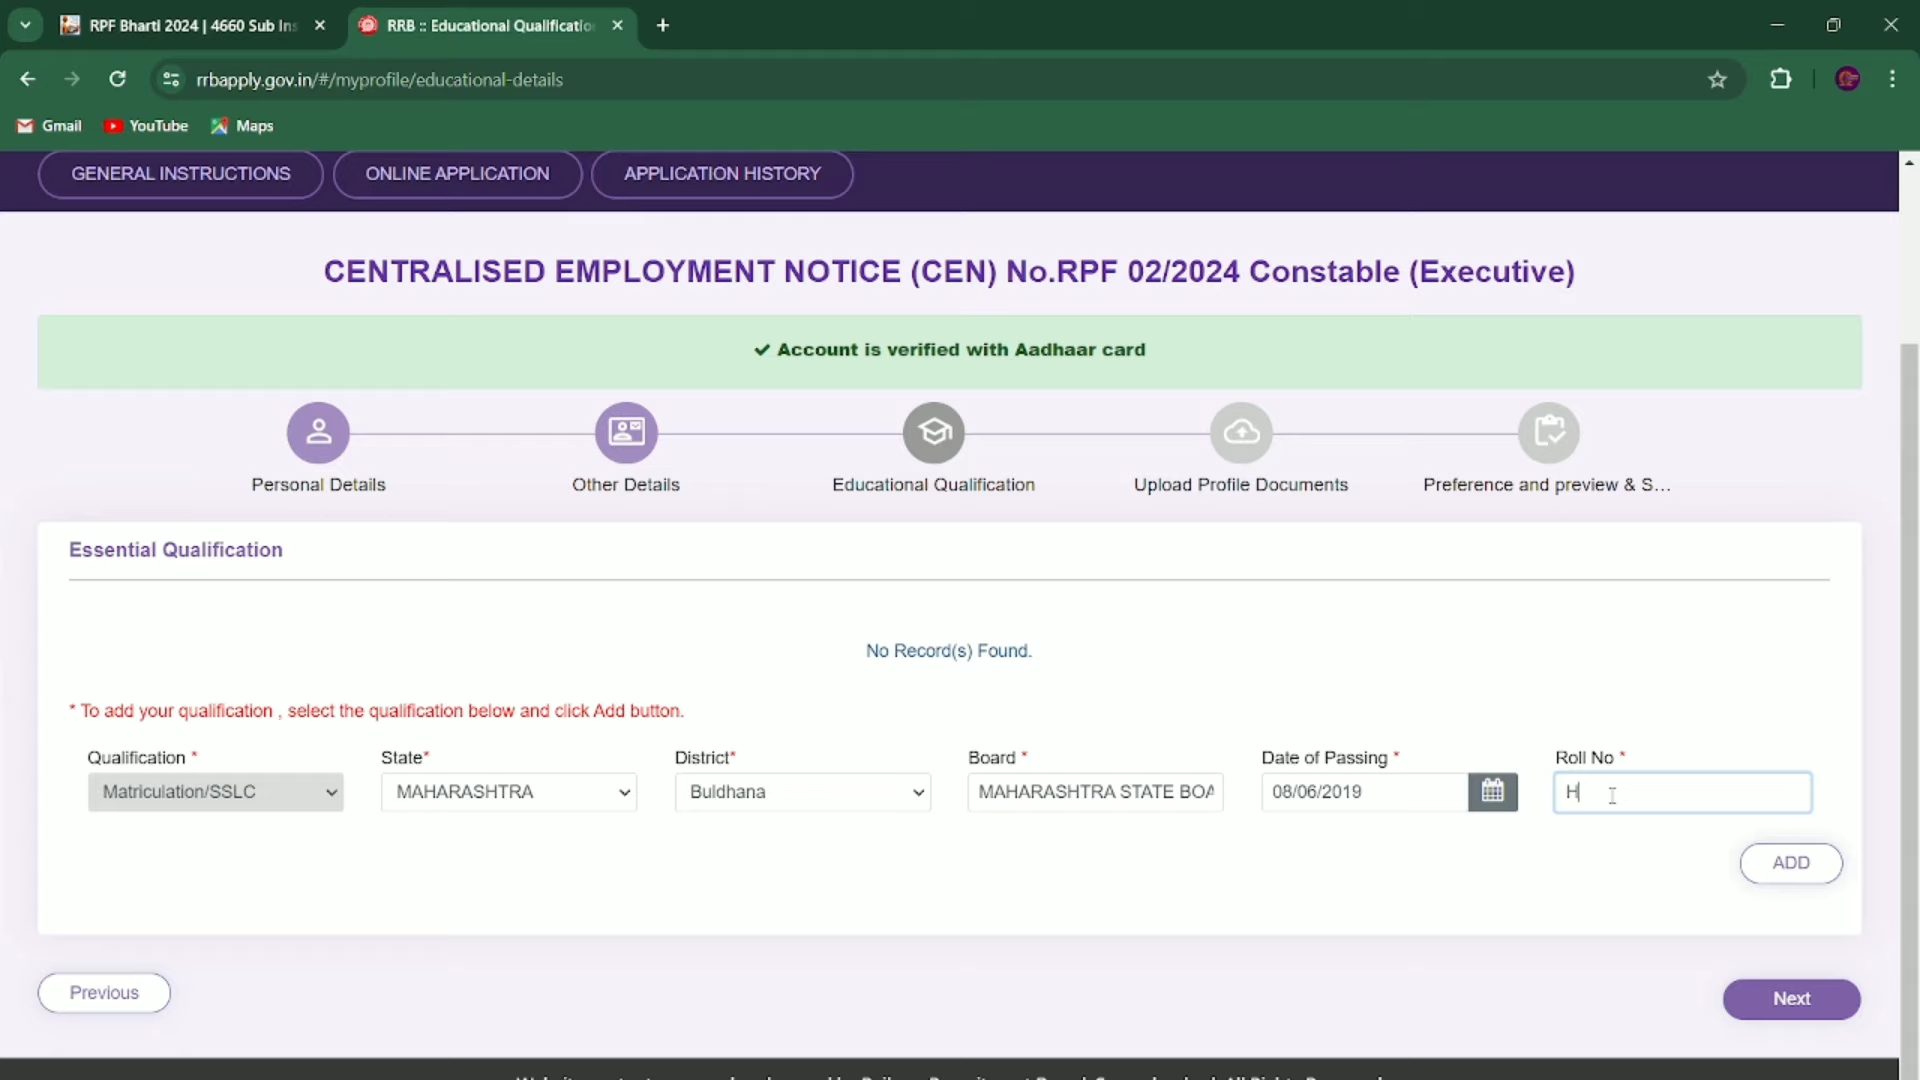 RPF Bharti 2024 | 4660 Sub Ins
RRB :: Educational Qualificatio
rrbapply.gov.in/#/myprofile/educational-details
Gmail YouTube Maps
GENERAL INSTRUCTIONS ONLINE APPLICATION APPLICATION HISTORY
CENTRALISED EMPLOYMENT NOTICE (CEN) No.RPF 02/2024 Constable (Executive)
Account is verified with Aadhaar card
Personal Details Other Details Educational Qualification Upload Profile Documents Preference and preview & S...
Essential Qualification
No Record(s) Found.
* To add your qualification , select the qualification below and click Add button.
Qualification * State* District* Board * Date of Passing * Roll No *
Matriculation/SSLC MAHARASHTRA Buldhana MAHARASHTRA STATE BOA 08/06/2019 H
ADD
Previous
Next